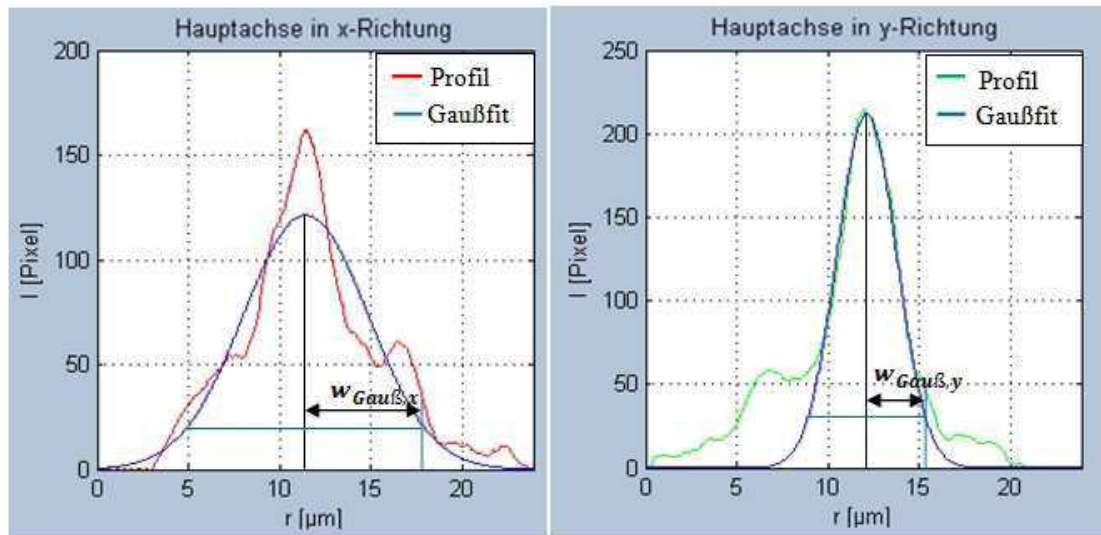 Hauptachse in x-Richtung
200
150
100
50
0
I [Pixel]
Profil
Gaußfit
w_Gauß,x
0 5 10 15 20
r [µm]
Hauptachse in y-Richtung
250
200
150
100
50
0
I [Pixel]
Profil
Gaußfit
w_Gauß,y
0 5 10 15 20
r [µm]